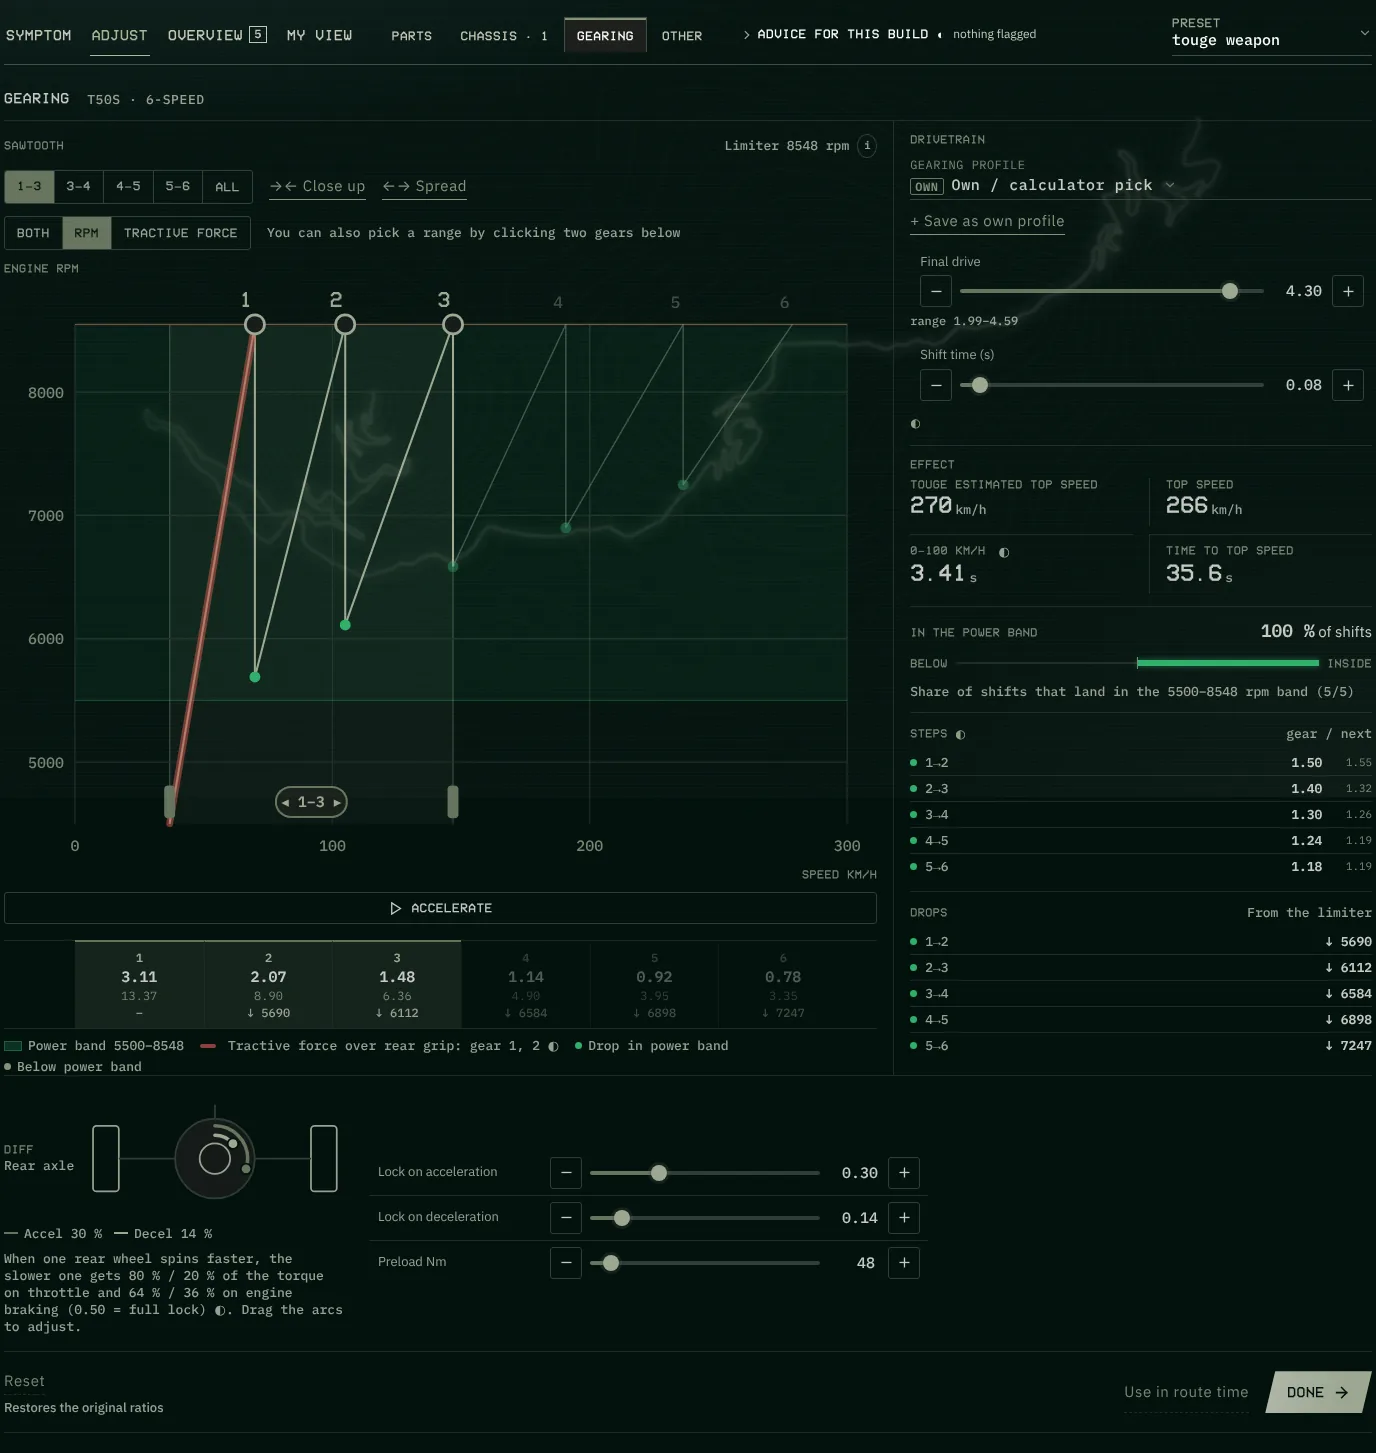 SYMPTOM ADJUST OVERVIEW 5 MY VIEW PARTS CHASSIS · 1 GEARING OTHER > ADVICE FOR THIS BUILD nothing flagged
PRESET
touge weapon
GEARING T50S · 6-SPEED
SAWTOOTH Limiter 8548 rpm i
1–3 3–4 4–5 5–6 ALL →← Close up ←→ Spread
BOTH RPM TRACTIVE FORCE You can also pick a range by clicking two gears below
ENGINE RPM
1 2 3 4 5 6
8000
7000
6000
5000
◂ 1–3 ▸
0 100 200 300
SPEED KM/H
▷ ACCELERATE
1 2 3 4 5 6
3.11 2.07 1.48 1.14 0.92 0.78
13.37 8.90 6.36 4.90 3.95 3.35
– ↓ 5690 ↓ 6112 ↓ 6584 ↓ 6898 ↓ 7247
Power band 5500–8548 Tractive force over rear grip: gear 1, 2 Drop in power band
Below power band
DRIVETRAIN
GEARING PROFILE
OWN Own / calculator pick
+ Save as own profile
Final drive
− 4.30 +
range 1.99–4.59
Shift time (s)
− 0.08 +
EFFECT
TOUGE ESTIMATED TOP SPEED TOP SPEED
270 km/h 266 km/h
0–100 KM/H TIME TO TOP SPEED
3.41 s 35.6 s
IN THE POWER BAND 100 % of shifts
BELOW INSIDE
Share of shifts that land in the 5500–8548 rpm band (5/5)
STEPS gear / next
1→2 1.50 1.55
2→3 1.40 1.32
3→4 1.30 1.26
4→5 1.24 1.19
5→6 1.18 1.19
DROPS From the limiter
1→2 ↓ 5690
2→3 ↓ 6112
3→4 ↓ 6584
4→5 ↓ 6898
5→6 ↓ 7247
DIFF
Rear axle
Accel 30 % Decel 14 %
When one rear wheel spins faster, the
slower one gets 80 % / 20 % of the torque
on throttle and 64 % / 36 % on engine
braking (0.50 = full lock) . Drag the arcs
to adjust.
Lock on acceleration − 0.30 +
Lock on deceleration − 0.14 +
Preload Nm − 48 +
Reset
Restores the original ratios
Use in route time DONE →